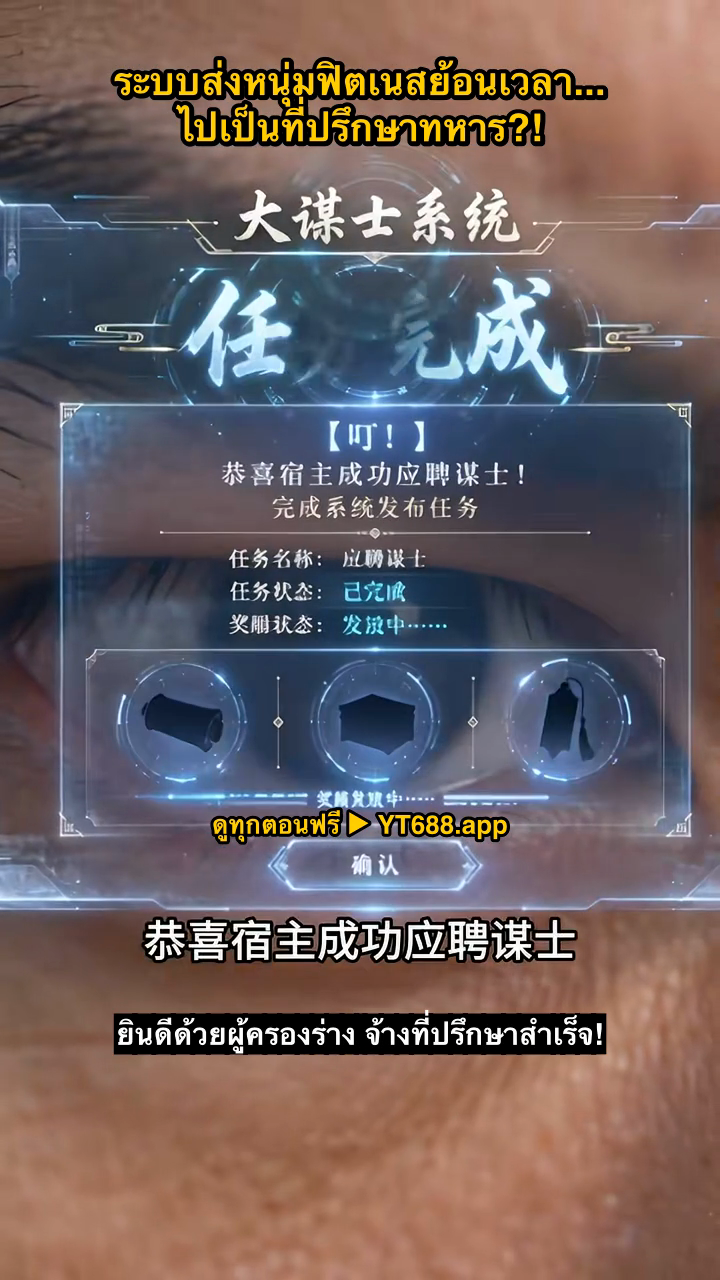 ระบบส่งหนุ่มฟิตเนสย้อนเวลา...
ไปเป็นที่ปรึกษาทหาร?!
大谋士系统
任 完成
【叮！】
恭喜宿主成功应聘谋士！
完成系统发布任务
任务名称： 应聘谋士
任务状态： 已完成
状态： 发 中……
中……
ดูทุกตอนฟรี ▶ YT688.app
确认
恭喜宿主成功应聘谋士
ยินดีด้วยผู้ครองร่าง จ้างที่ปรึกษาสำเร็จ!